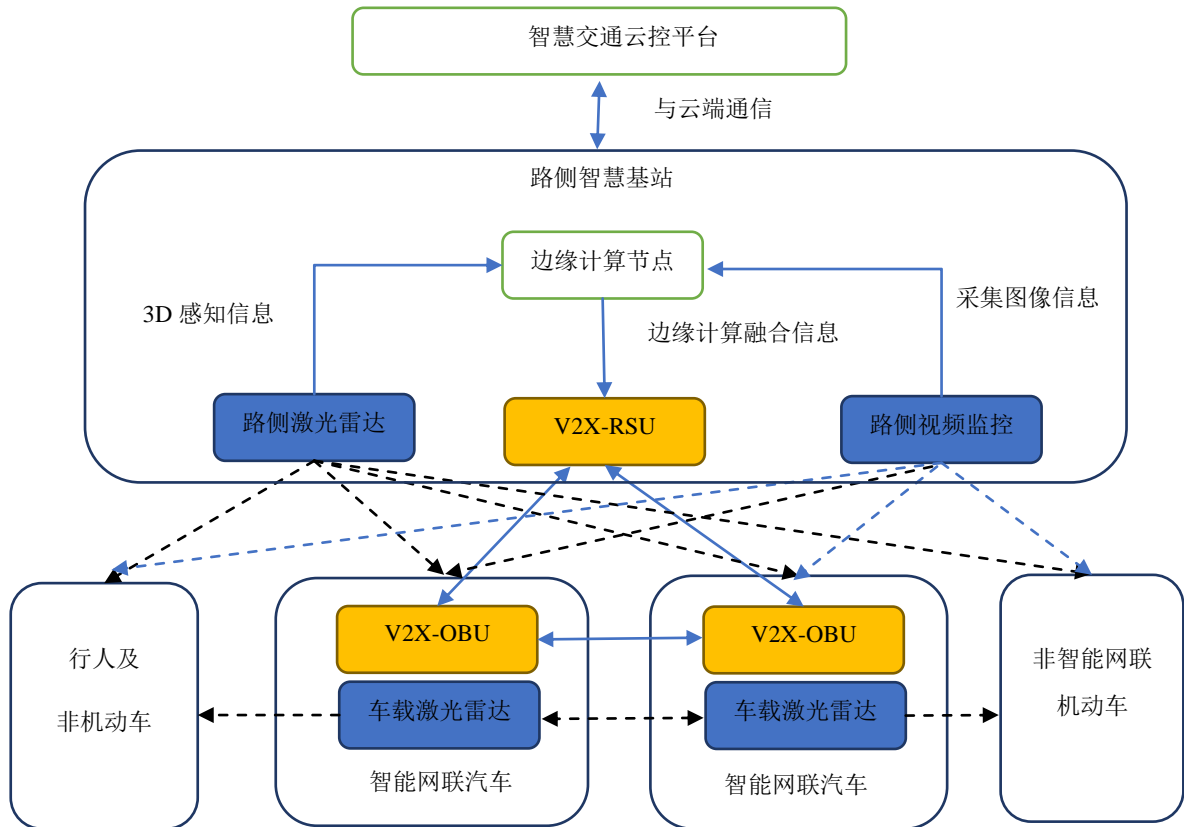 智慧交通云控平台
与云端通信
路侧智慧基站
边缘计算节点
3D 感知信息
采集图像信息
边缘计算融合信息
路侧激光雷达
V2X-RSU
路侧视频监控
行人及
非机动车
V2X-OBU
车载激光雷达
智能网联汽车
V2X-OBU
车载激光雷达
智能网联汽车
非智能网联
机动车